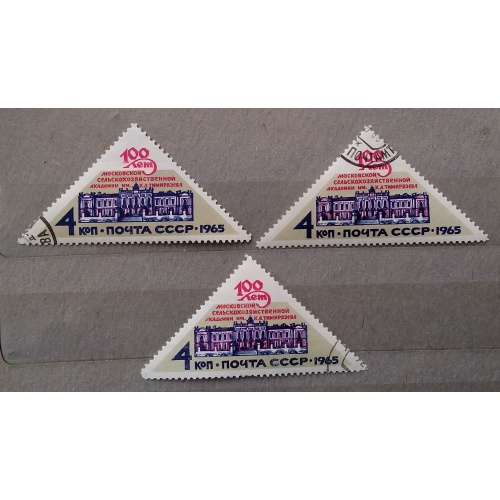 100
лет
МОСКОВСКОЙ
СЕЛЬСКОХОЗЯЙСТВЕННОЙ
АКАДЕМИИ ИМ. К.А.ТИМИРЯЗЕВА
4 КОП • ПОЧТА СССР • 1965
100
лет
МОСКОВСКОЙ
СЕЛЬСКОХОЗЯЙСТВЕННОЙ
АКАДЕМИИ ИМ. К.А.ТИМИРЯЗЕВА
4 КОП • ПОЧТА СССР • 1965
100
лет
МОСКОВСКОЙ
СЕЛЬСКОХОЗЯЙСТВЕННОЙ
АКАДЕМИИ ИМ. К.А.ТИМИРЯЗЕВА
4 КОП • ПОЧТА СССР • 1965